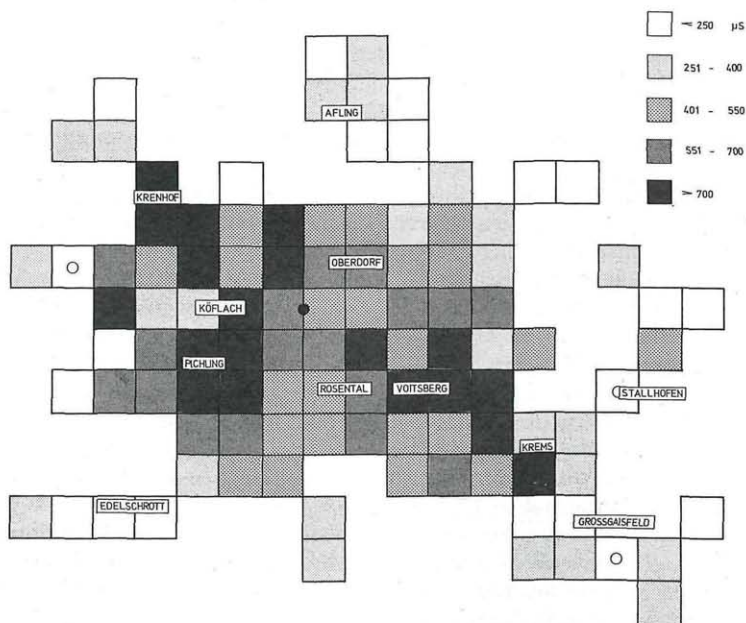 < 250 µS
251 - 400
401 - 550
551 - 700
> 700
AFLING
KRENHOF
OBERDORF
KÖFLACH
PICHLING
ROSENTAL
VOITSBERG
STALLHOFEN
KREMS
EDELSCHROTT
GROSSGAISFELD